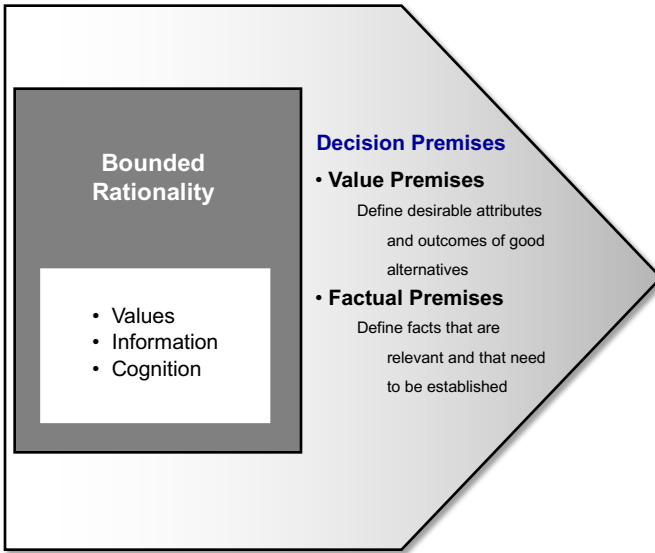 Bounded
Rationality
• Values
• Information
• Cognition
Decision Premises
• Value Premises
Define desirable attributes
and outcomes of good
alternatives
• Factual Premises
Define facts that are
relevant and that need
to be established